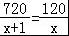 720/(x+1) = 120/x